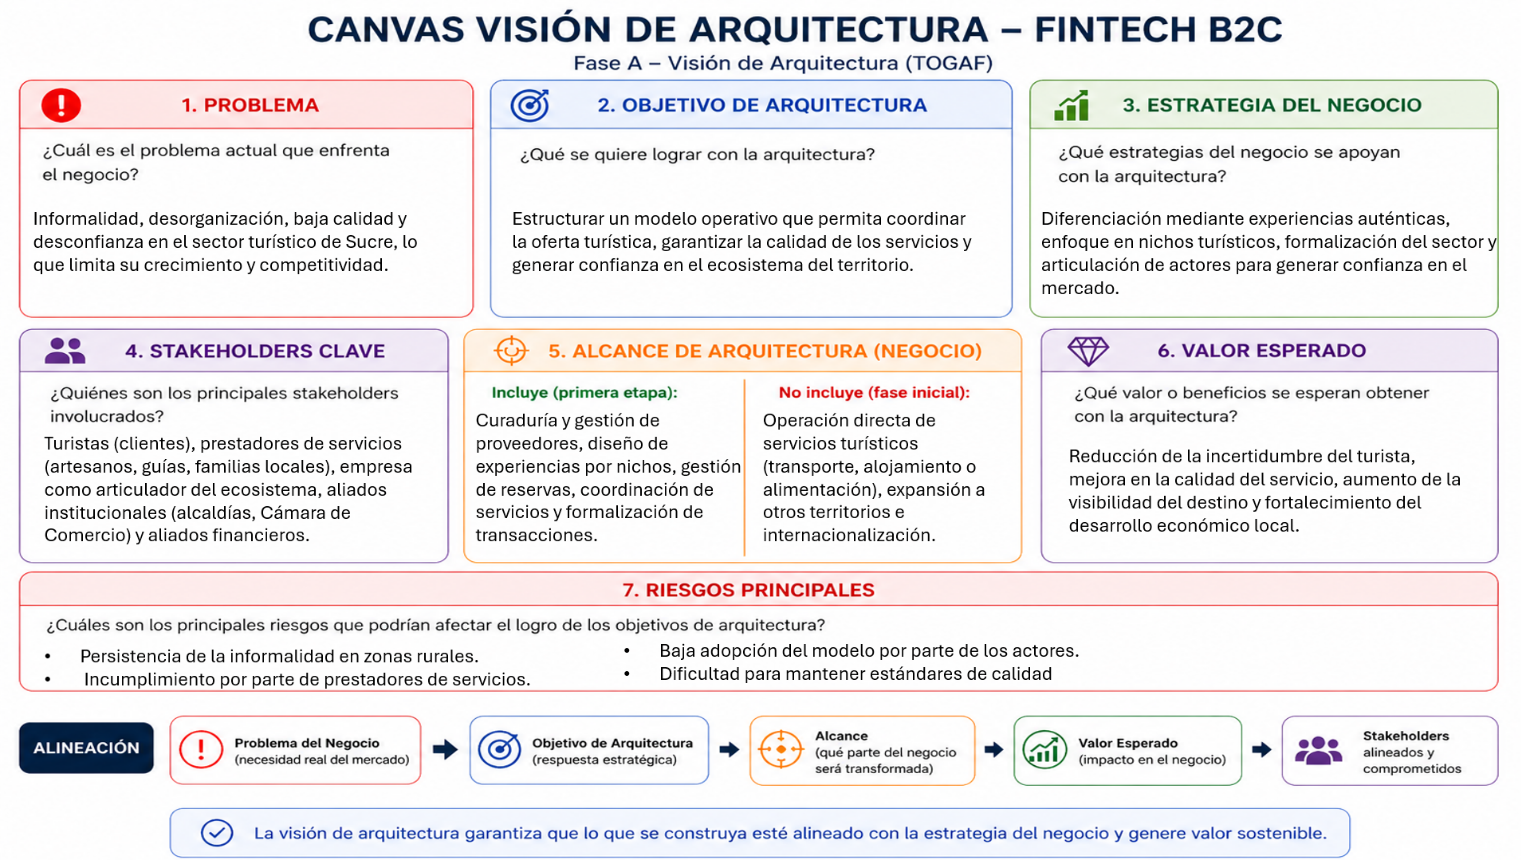 CANVAS VISIÓN DE ARQUITECTURA – FINTECH B2C
Fase A – Visión de Arquitectura (TOGAF)
1. PROBLEMA
¿Cuál es el problema actual que enfrenta
el negocio?
Informalidad, desorganización, baja calidad y
desconfianza en el sector turístico de Sucre, lo
que limita su crecimiento y competitividad.
2. OBJETIVO DE ARQUITECTURA
¿Qué se quiere lograr con la arquitectura?
Estructurar un modelo operativo que permita coordinar
la oferta turística, garantizar la calidad de los servicios y
generar confianza en el ecosistema del territorio.
3. ESTRATEGIA DEL NEGOCIO
¿Qué estrategias del negocio se apoyan
con la arquitectura?
Diferenciación mediante experiencias auténticas,
enfoque en nichos turísticos, formalización del sector y
articulación de actores para generar confianza en el
mercado.
4. STAKEHOLDERS CLAVE
¿Quiénes son los principales stakeholders
involucrados?
Turistas (clientes), prestadores de servicios
(artesanos, guías, familias locales), empresa
como articulador del ecosistema, aliados
institucionales (alcaldías, Cámara de
Comercio) y aliados financieros.
5. ALCANCE DE ARQUITECTURA (NEGOCIO)
Incluye (primera etapa):
Curaduría y gestión de
proveedores, diseño de
experiencias por nichos, gestión
de reservas, coordinación de
servicios y formalización de
transacciones.
No incluye (fase inicial):
Operación directa de
servicios turísticos
(transporte, alojamiento o
alimentación), expansión a
otros territorios e
internacionalización.
6. VALOR ESPERADO
¿Qué valor o beneficios se esperan obtener
con la arquitectura?
Reducción de la incertidumbre del turista,
mejora en la calidad del servicio, aumento de la
visibilidad del destino y fortalecimiento del
desarrollo económico local.
7. RIESGOS PRINCIPALES
¿Cuáles son los principales riesgos que podrían afectar el logro de los objetivos de arquitectura?
• Persistencia de la informalidad en zonas rurales.
• Incumplimiento por parte de prestadores de servicios.
• Baja adopción del modelo por parte de los actores.
• Dificultad para mantener estándares de calidad
ALINEACIÓN
Problema del Negocio
(necesidad real del mercado)
Objetivo de Arquitectura
(respuesta estratégica)
Alcance
(qué parte del negocio
será transformada)
Valor Esperado
(impacto en el negocio)
Stakeholders
alineados y
comprometidos
La visión de arquitectura garantiza que lo que se construya esté alineado con la estrategia del negocio y genere valor sostenible.